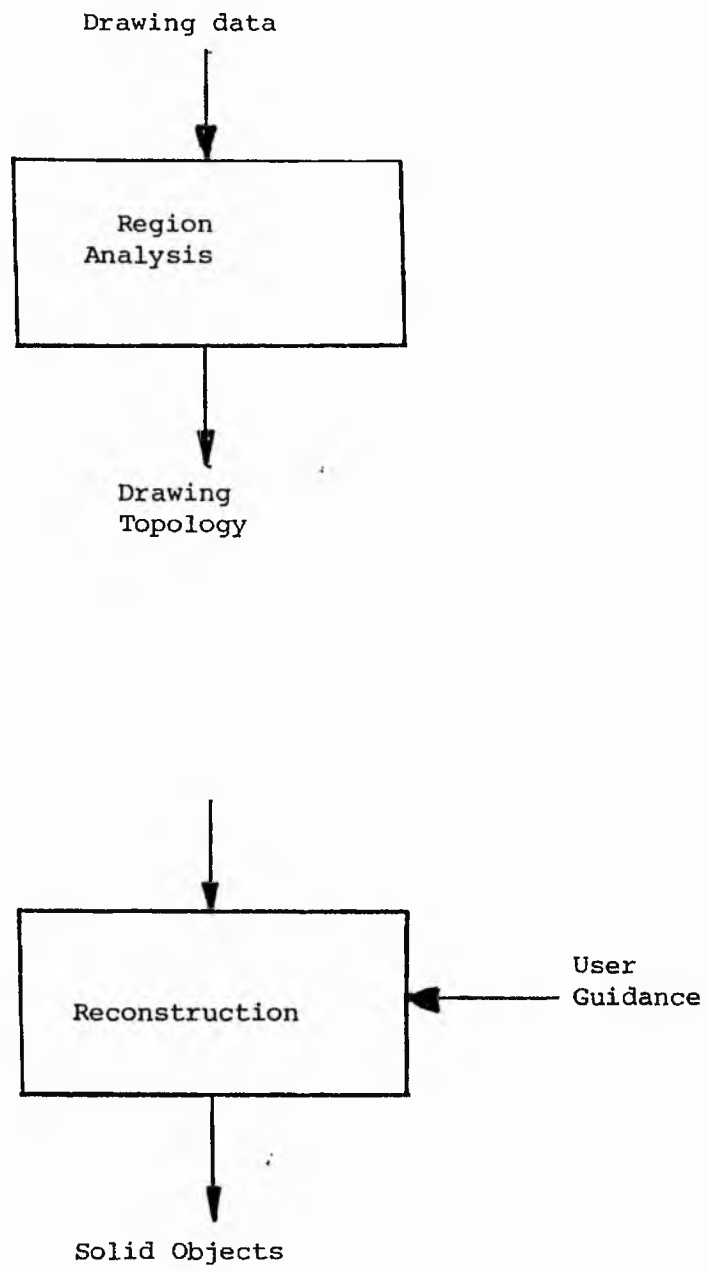 Drawing data
Region
Analysis
Drawing
Topology
Reconstruction
User
Guidance
Solid Objects